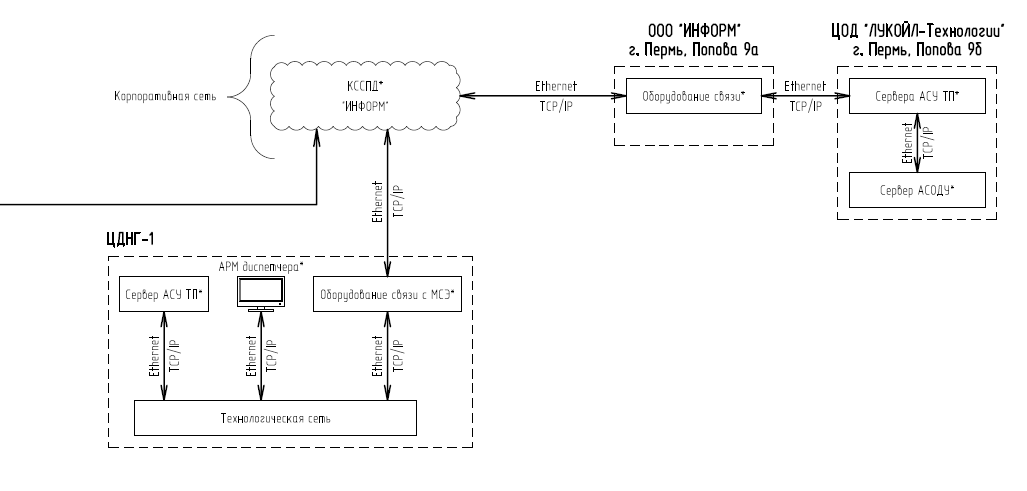 ООО "ИНФОРМ"
г. Пермь, Попова 9а
ЦОД "ЛУКОЙЛ-Технологии"
г. Пермь, Попова 9б
Корпоративная сеть
КССПД*
"ИНФОРМ"
Ethernet
TCP/IP
Оборудование связи*
Ethernet
TCP/IP
Сервера АСУ ТП*
Ethernet
TCP/IP
Сервер АСОДУ*
Ethernet
TCP/IP
ЦДНГ-1
Сервер АСУ ТП*
АРМ диспетчера*
Оборудование связи с МСЭ*
Ethernet
TCP/IP
Ethernet
TCP/IP
Ethernet
TCP/IP
Технологическая сеть